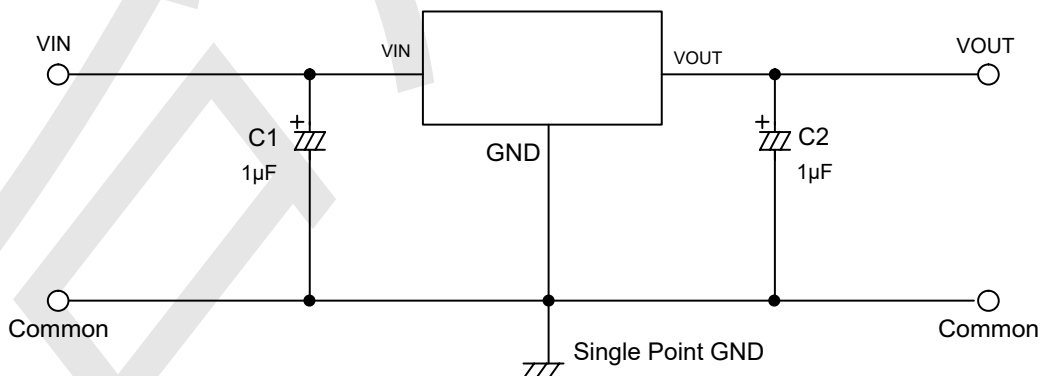 VIN
VIN
VOUT
VOUT
+
C1
1µF
GND
+
C2
1µF
Common
Common
Single Point GND